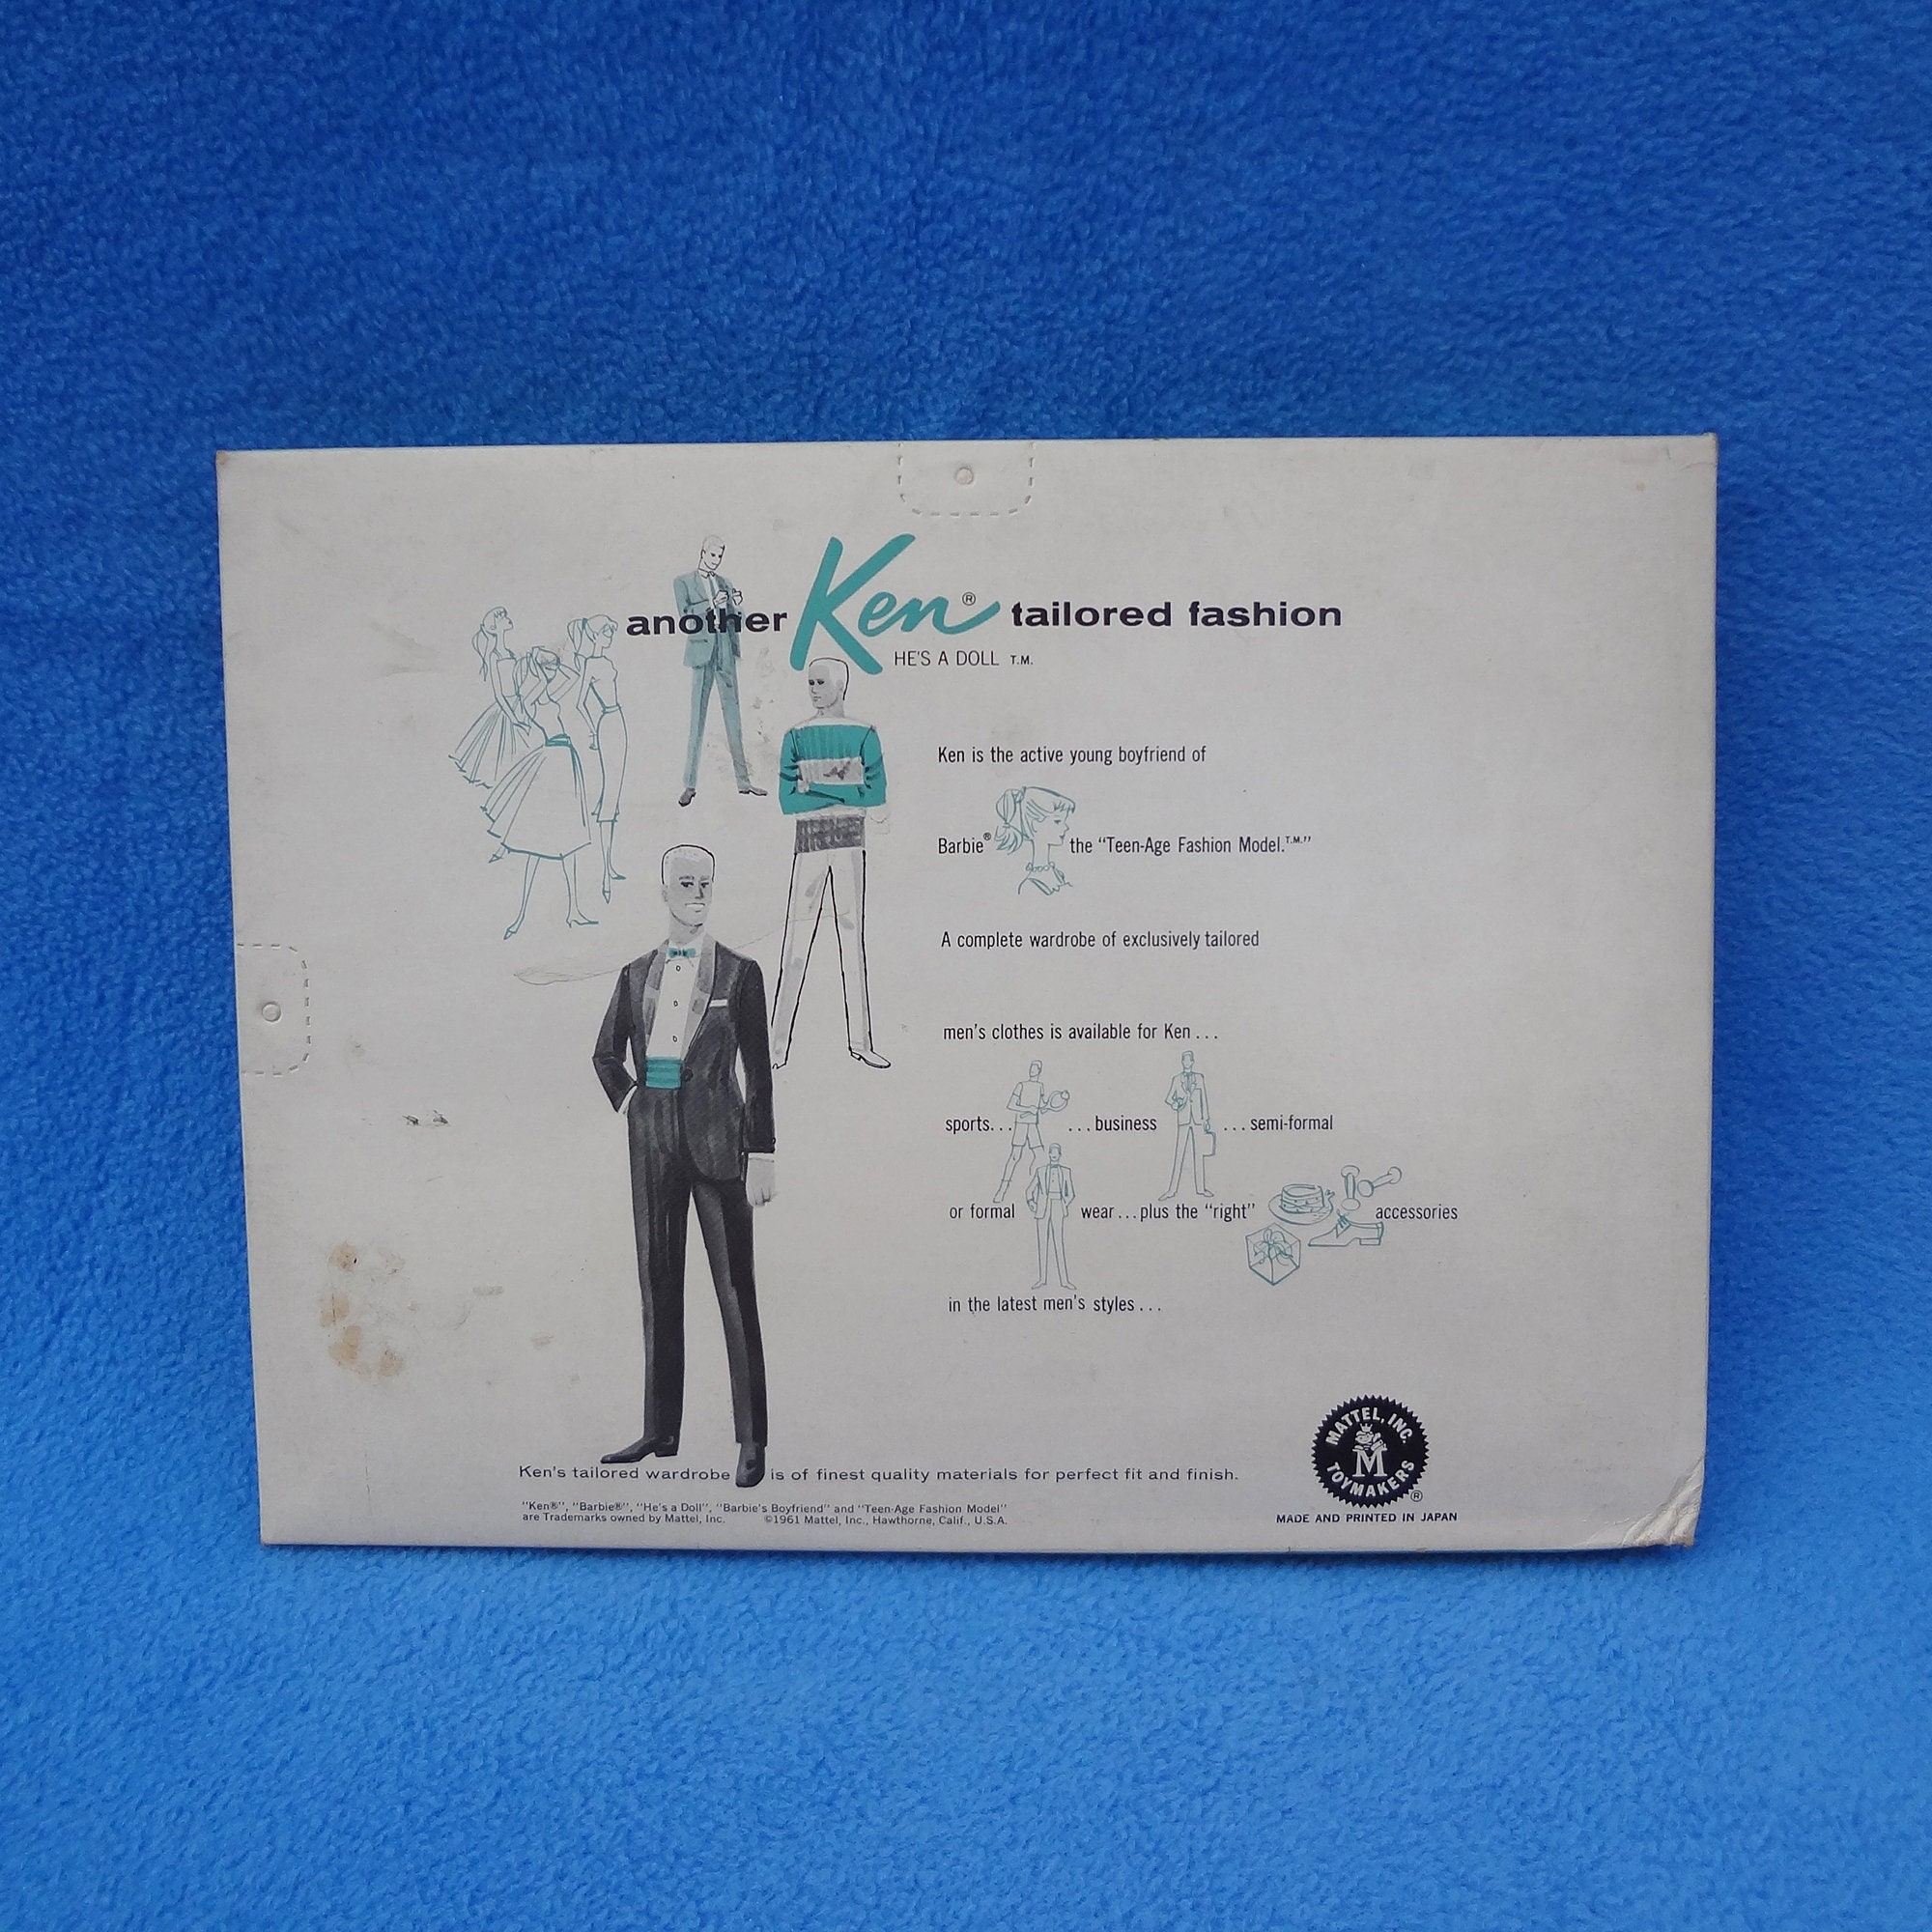 another Ken® tailored fashion
HE'S A DOLL T.M.
Ken is the active young boyfriend of
Barbie® the “Teen-Age Fashion Model.T.M.”
A complete wardrobe of exclusively tailored
men's clothes is available for Ken...
sports... ...business ...semi-formal
or formal wear...plus the “right” accessories
in the latest men's styles...
Ken's tailored wardrobe is of finest quality materials for perfect fit and finish.
"Ken®", "Barbie®", "He's a Doll", "Barbie's Boyfriend" and "Teen-Age Fashion Model"
are Trademarks owned by Mattel, Inc. ©1961 Mattel, Inc., Hawthorne, Calif., U.S.A.
MATTEL, INC.
M
TOYMAKERS ®
MADE AND PRINTED IN JAPAN